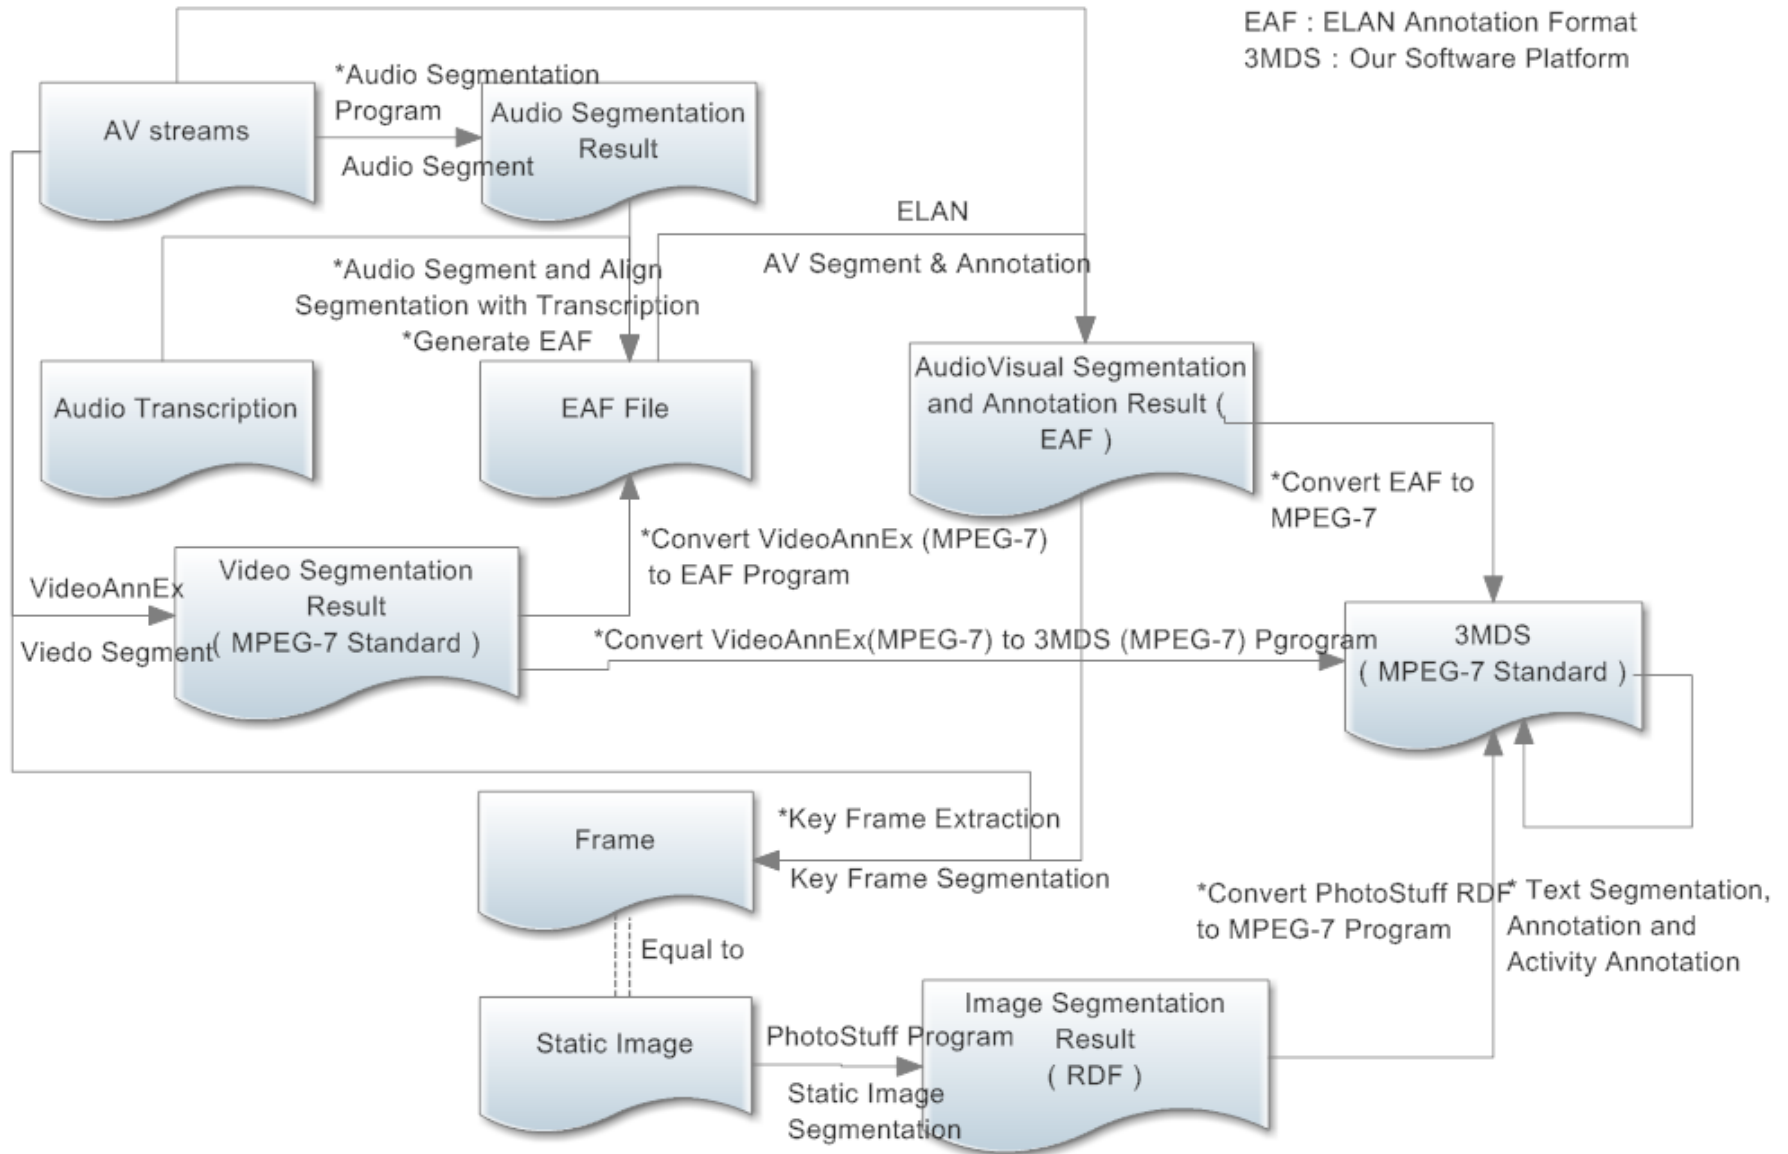 EAF : ELAN Annotation Format
3MDS : Our Software Platform
*Audio Segmentation
Program
Audio Segment
AV streams
Audio Segmentation
Result
ELAN
AV Segment & Annotation
*Audio Segment and Align
Segmentation with Transcription
*Generate EAF
Audio Transcription
EAF File
AudioVisual Segmentation
and Annotation Result (
EAF )
*Convert EAF to
MPEG-7
*Convert VideoAnnEx (MPEG-7)
to EAF Program
VideoAnnEx
Viedo Segment
Video Segmentation
Result
( MPEG-7 Standard )
*Convert VideoAnnEx(MPEG-7) to 3MDS (MPEG-7) Pgrogram
3MDS
( MPEG-7 Standard )
Frame
*Key Frame Extraction
Key Frame Segmentation
Equal to
*Convert PhotoStuff RDF
to MPEG-7 Program
* Text Segmentation,
Annotation and
Activity Annotation
Static Image
PhotoStuff Program
Static Image
Segmentation
Image Segmentation
Result
( RDF )